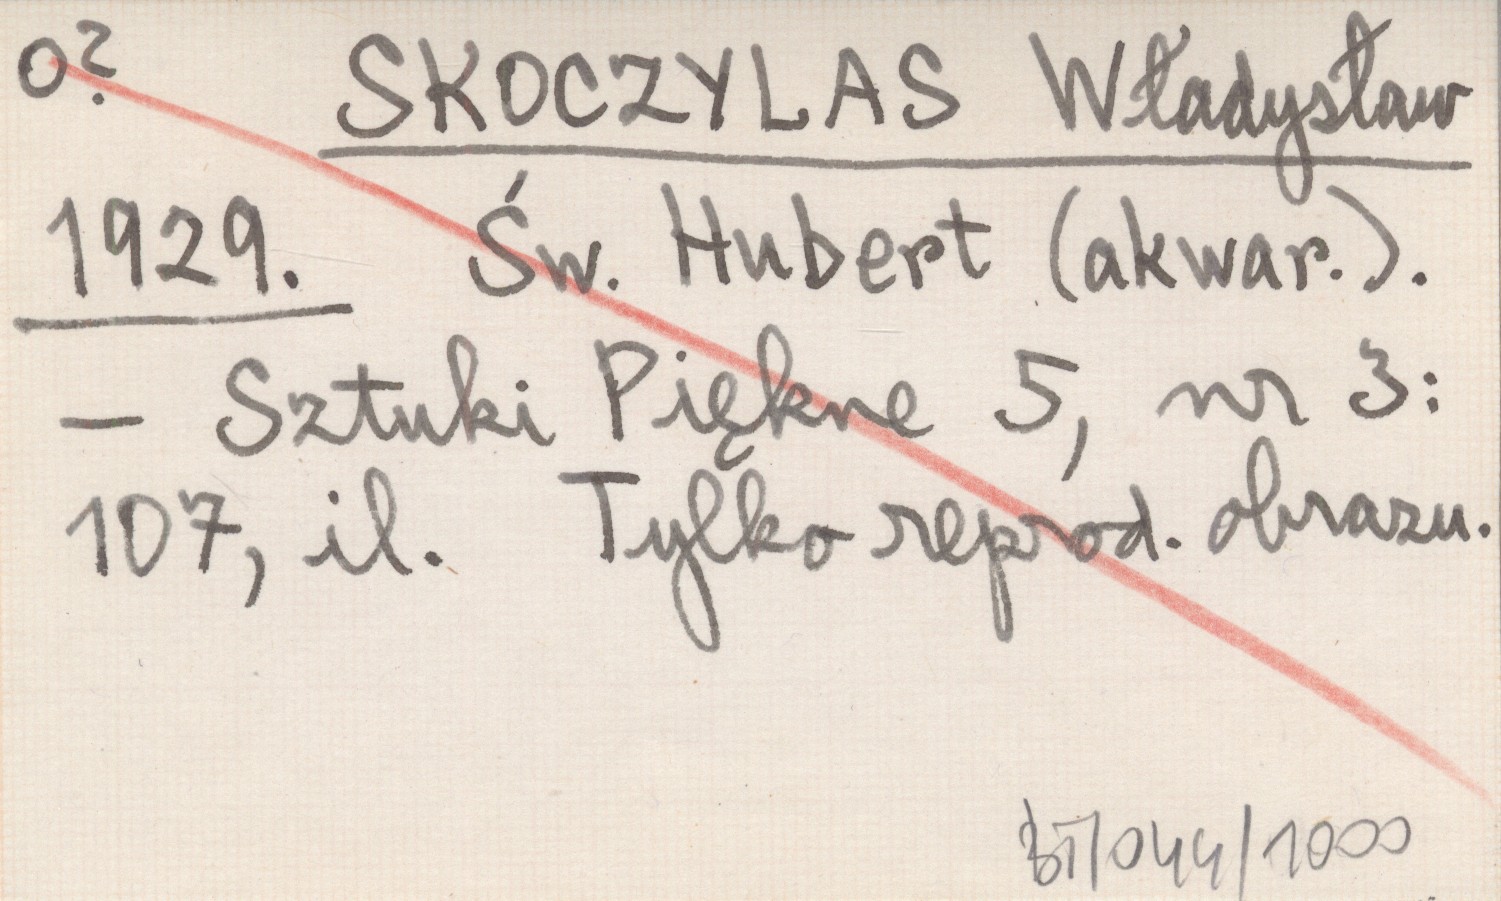 o? SKOCZYLAS Władysław
1929. Św. Hubert (akwar.).
— Sztuki Piękne 5, nr 3:
107, il. Tylko reprod. obrazu.
/044/1000